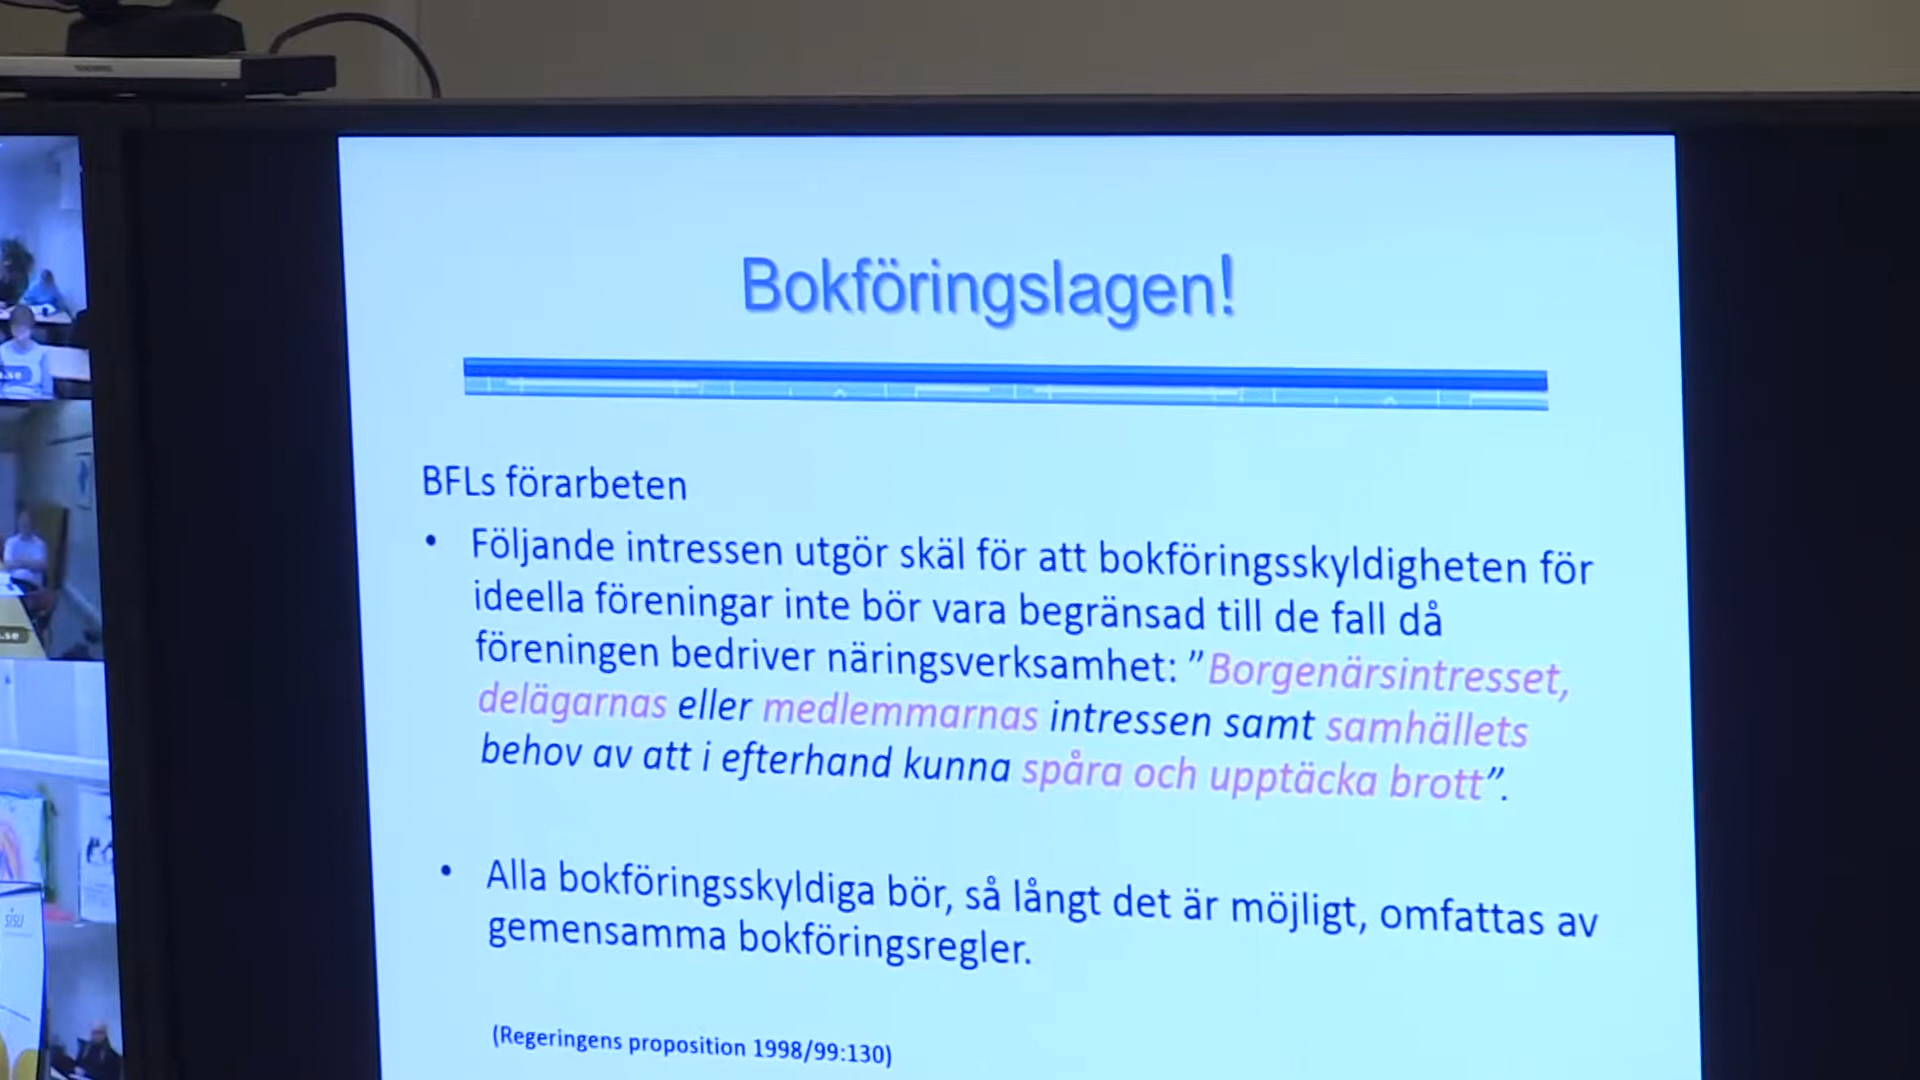 Bokföringslagen!
BFLs förarbeten
• Följande intressen utgör skäl för att bokföringsskyldigheten för
ideella föreningar inte bör vara begränsad till de fall då
föreningen bedriver näringsverksamhet: ”Borgenärsintresset,
delägarnas eller medlemmarnas intressen samt samhällets
behov av att i efterhand kunna spåra och upptäcka brott”.
• Alla bokföringsskyldiga bör, så långt det är möjligt, omfattas av
gemensamma bokföringsregler.
(Regeringens proposition 1998/99:130)
.se
SISU